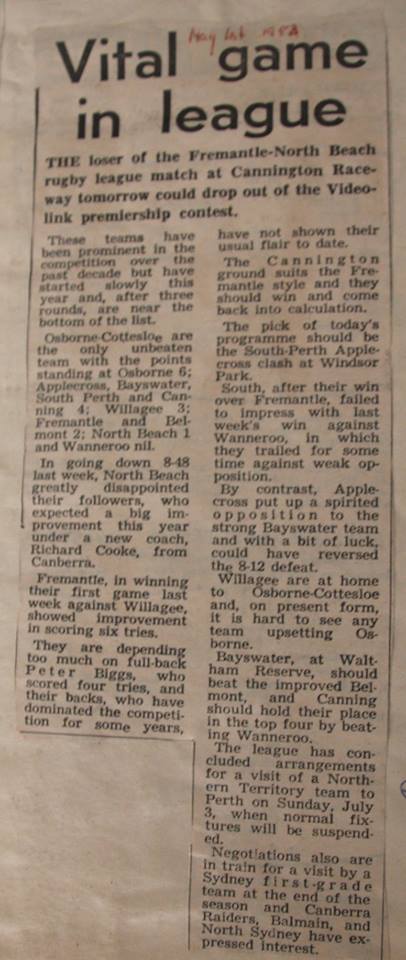 May 1st
Vital game
in league
THE loser of the Fremantle-North Beach
rugby league match at Cannington Race-
way tomorrow could drop out of the Video-
link premiership contest.
These teams have
been prominent in the
competition over the
past decade but have
started slowly this
year and, after three
rounds, are near the
bottom of the list.
Osborne-Cottesloe are
the only unbeaten
team with the points
standing at Osborne 6;
Applecross, Bayswater,
South Perth and Can-
ning 4; Willagee 3;
Fremantle and Bel-
mont 2; North Beach 1
and Wanneroo nil.
In going down 8-48
last week, North Beach
greatly disappointed
their followers, who
expected a big im-
provement this year
under a new coach,
Richard Cooke, from
Canberra.
Fremantle, in winning
their first game last
week against Willagee,
showed improvement
in scoring six tries.
They are depending
too much on full-back
Peter Biggs, who
scored four tries, and
their backs, who have
dominated the competi-
tion for some years,
have not shown their
usual flair to date.
The Cannington
ground suits the Fre-
mantle style and they
should win and come
back into calculation.
The pick of today's
programme should be
the South-Perth Apple-
cross clash at Windsor
Park.
South, after their win
over Fremantle, failed
to impress with last
week's win against
Wanneroo, in which
they trailed for some
time against weak op-
position.
By contrast, Apple-
cross put up a spirited
opposition to the
strong Bayswater team
and with a bit of luck,
could have reversed
the 8-12 defeat.
Willagee are at home
to Osborne-Cottesloe
and, on present form,
it is hard to see any
team upsetting Os-
borne.
Bayswater, at Walt-
ham Reserve, should
beat the improved Bel-
mont, and Canning
should hold their place
in the top four by beat-
ing Wanneroo.
The league has con-
cluded arrangements
for a visit of a North-
ern Territory team to
Perth on Sunday, July
3, when normal fix-
tures will be suspend-
ed.
Negotiations also are
in train for a visit by a
Sydney first-grade
team at the end of the
season and Canberra
Raiders, Balmain, and
North Sydney have ex-
pressed interest.